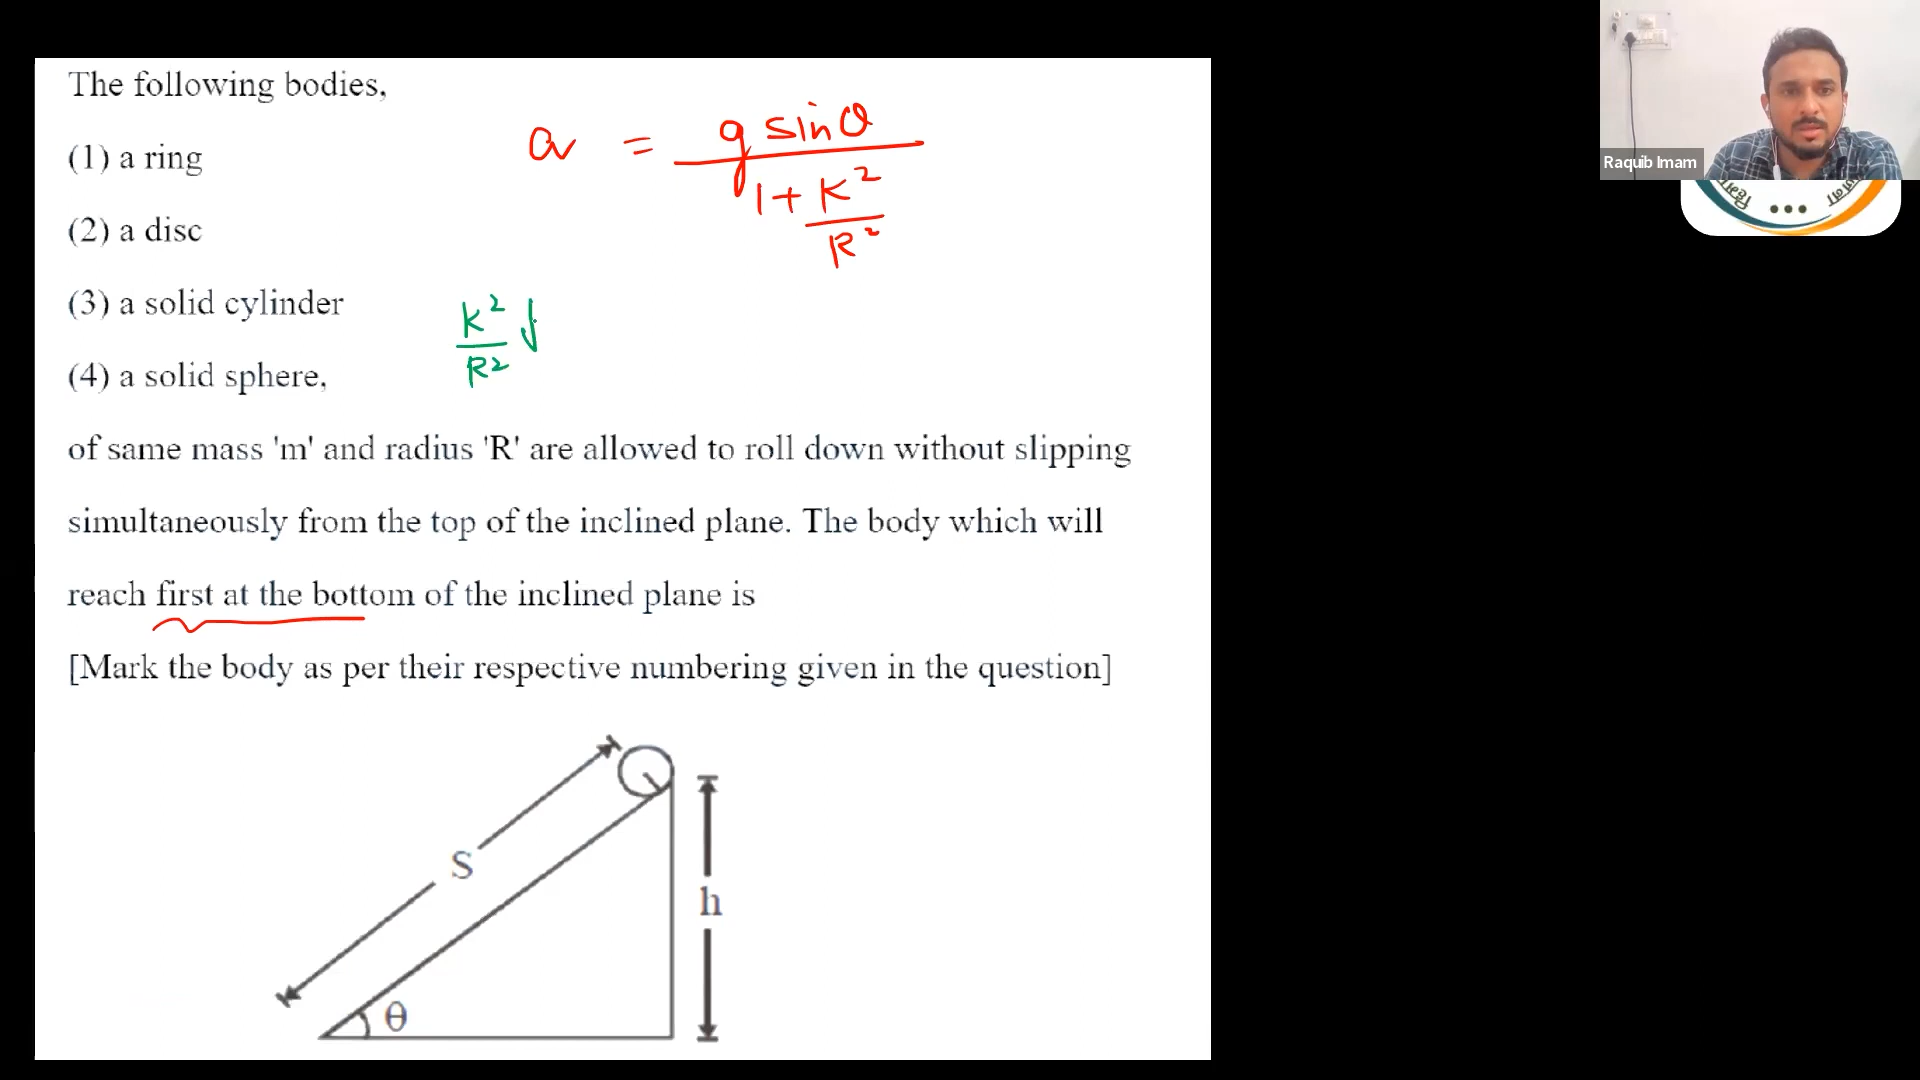 The following bodies,
(1) a ring
(2) a disc
(3) a solid cylinder
(4) a solid sphere,
of same mass 'm' and radius 'R' are allowed to roll down without slipping
simultaneously from the top of the inclined plane. The body which will
reach first at the bottom of the inclined plane is
[Mark the body as per their respective numbering given in the question]
a = g sinθ / 1 + K² / R²
K² / R² ↓
S
h
θ
Raquib Imam